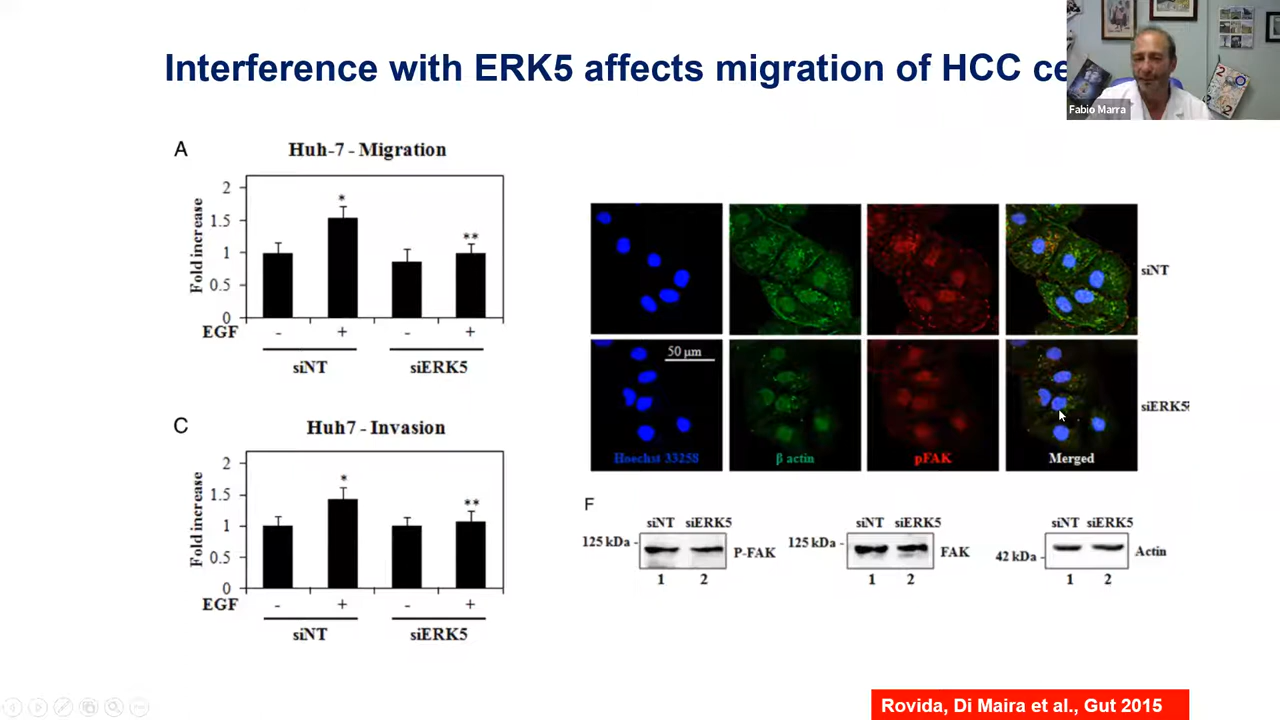 Interference with ERK5 affects migration of HCC ce
Fabio Marra
A
Huh-7 - Migration
Fold increase
2
1.5
1
0.5
0
*
**
EGF - + - +
siNT siERK5
C
Huh7 - Invasion
Fold increase
2
1.5
1
0.5
0
*
**
EGF - + - +
siNT siERK5
siNT
50 µm
siERK5
Hoechst 33258 β actin pFAK Merged
F
siNT siERK5 siNT siERK5 siNT siERK5
125 kDa - P-FAK 125 kDa - FAK 42 kDa - Actin
1 2 1 2 1 2
Rovida, Di Maira et al., Gut 2015